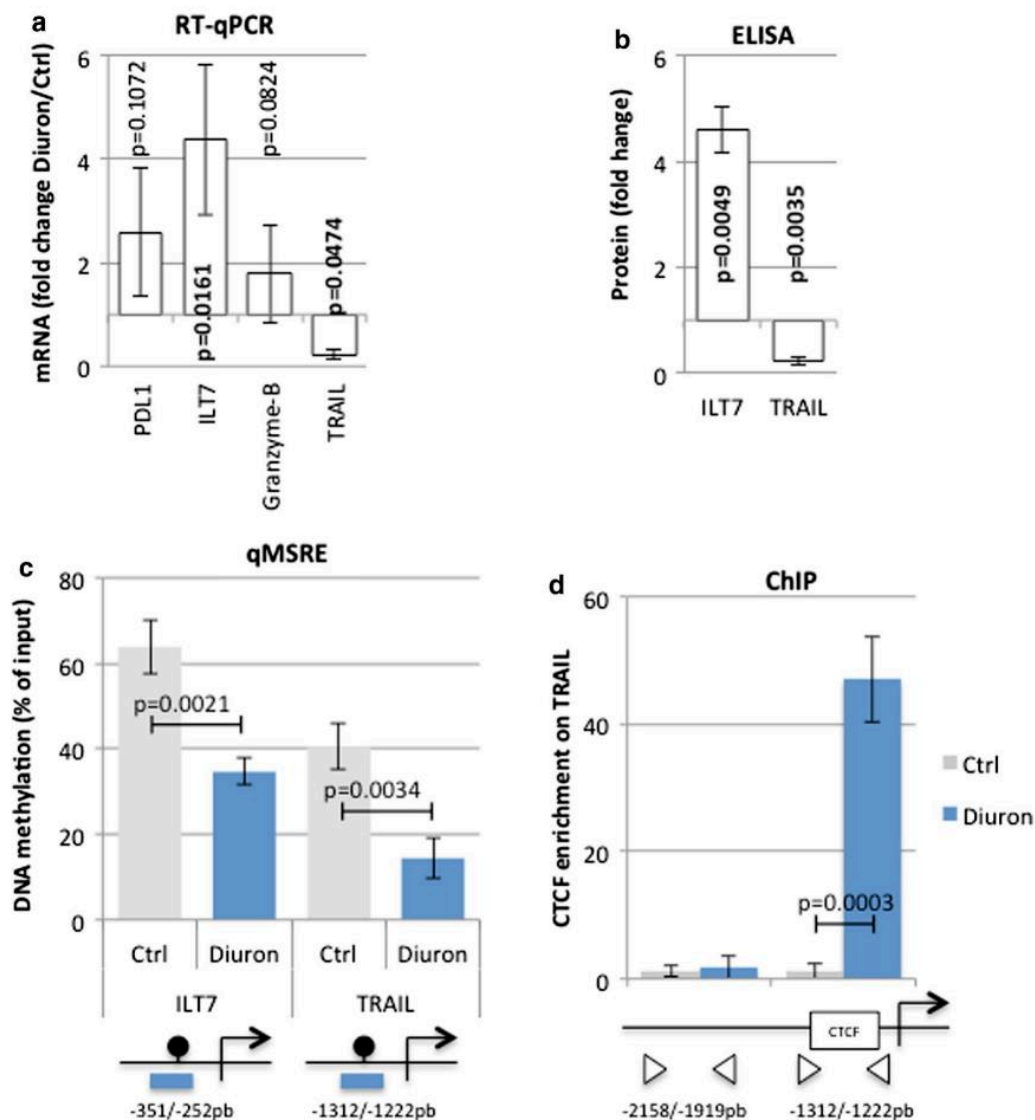 a
RT-qPCR
mRNA (fold change Diuron/Ctrl)
6
4
2
0
p=0.1072
p=0.0161
p=0.0824
p=0.0474
PDL1
ILT7
Granzyme-B
TRAIL
b
ELISA
Protein (fold hange)
6
4
2
0
p=0.0049
p=0.0035
ILT7 TRAIL
c
qMSRE
DNA methylation (% of input)
80
60
40
20
0
p=0.0021
p=0.0034
Ctrl Diuron Ctrl Diuron
ILT7 TRAIL
-351/-252pb -1312/-1222pb
d
ChIP
CTCF enrichment on TRAIL
60
40
20
0
p=0.0003
Ctrl
Diuron
CTCF
-2158/-1919pb -1312/-1222pb